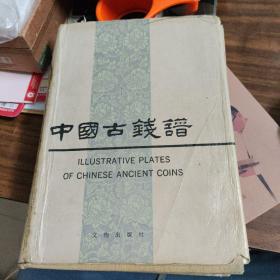 中國古錢譜
ILLUSTRATIVE PLATES
OF CHINESE ANCIENT COINS
文物出版社